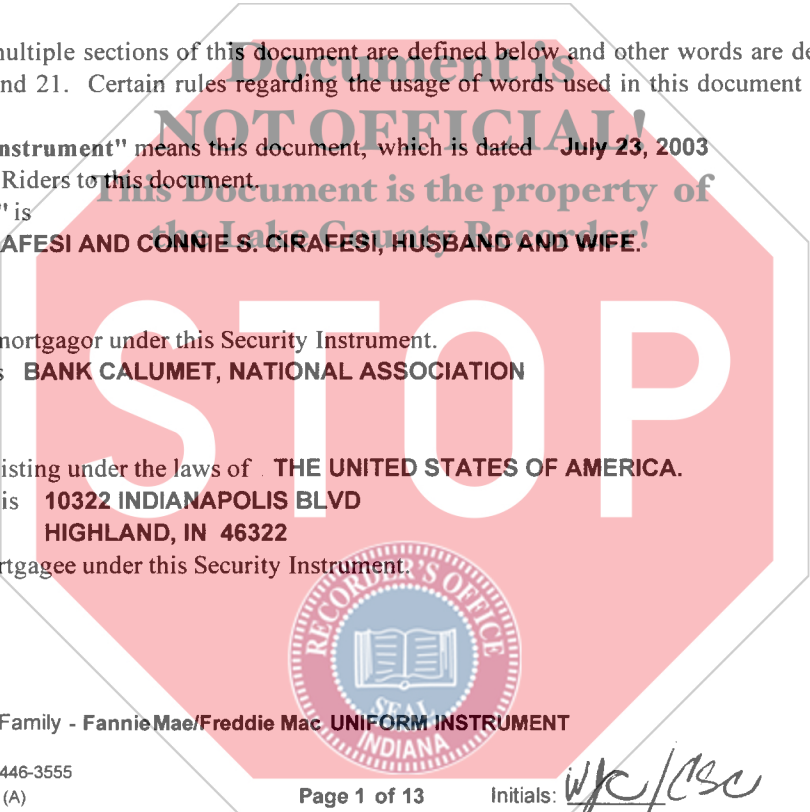 multiple sections of this document are defined below and other words are de
nd 21. Certain rules regarding the usage of words used in this document
Document is
NOT OFFICIAL!
This Document is the property of
the Lake County Recorder!
STOP
nstrument" means this document, which is dated July 23, 2003
Riders to this document.
" is
AFESI AND CONNIE S. CIRAFESI, HUSBAND AND WIFE.
mortgagor under this Security Instrument.
s BANK CALUMET, NATIONAL ASSOCIATION
isting under the laws of THE UNITED STATES OF AMERICA.
is 10322 INDIANAPOLIS BLVD
HIGHLAND, IN 46322
rtgagee under this Security Instrument.
RECORDER'S OFFICE
SEAL
INDIANA
Family - Fannie Mae/Freddie Mac UNIFORM INSTRUMENT
446-3555
(A)
Page 1 of 13
Initials: WJC/CSC